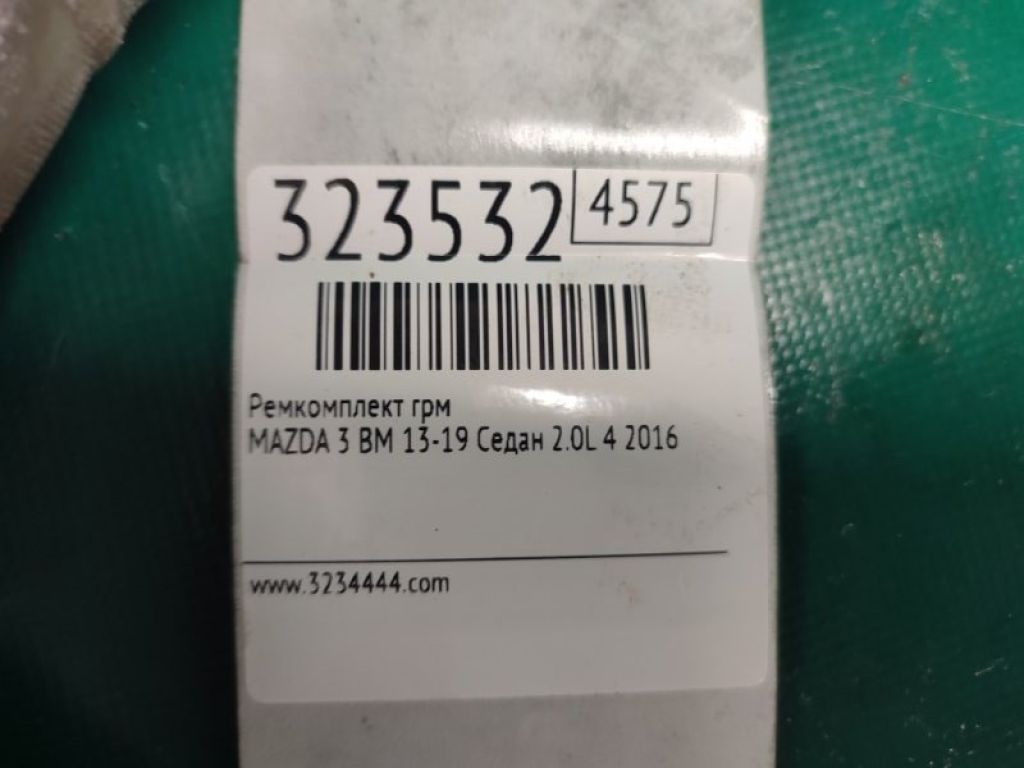 323532 4575
Ремкомплект грм
MAZDA 3 BM 13-19 Седан 2.0L 4 2016
www.3234444.com